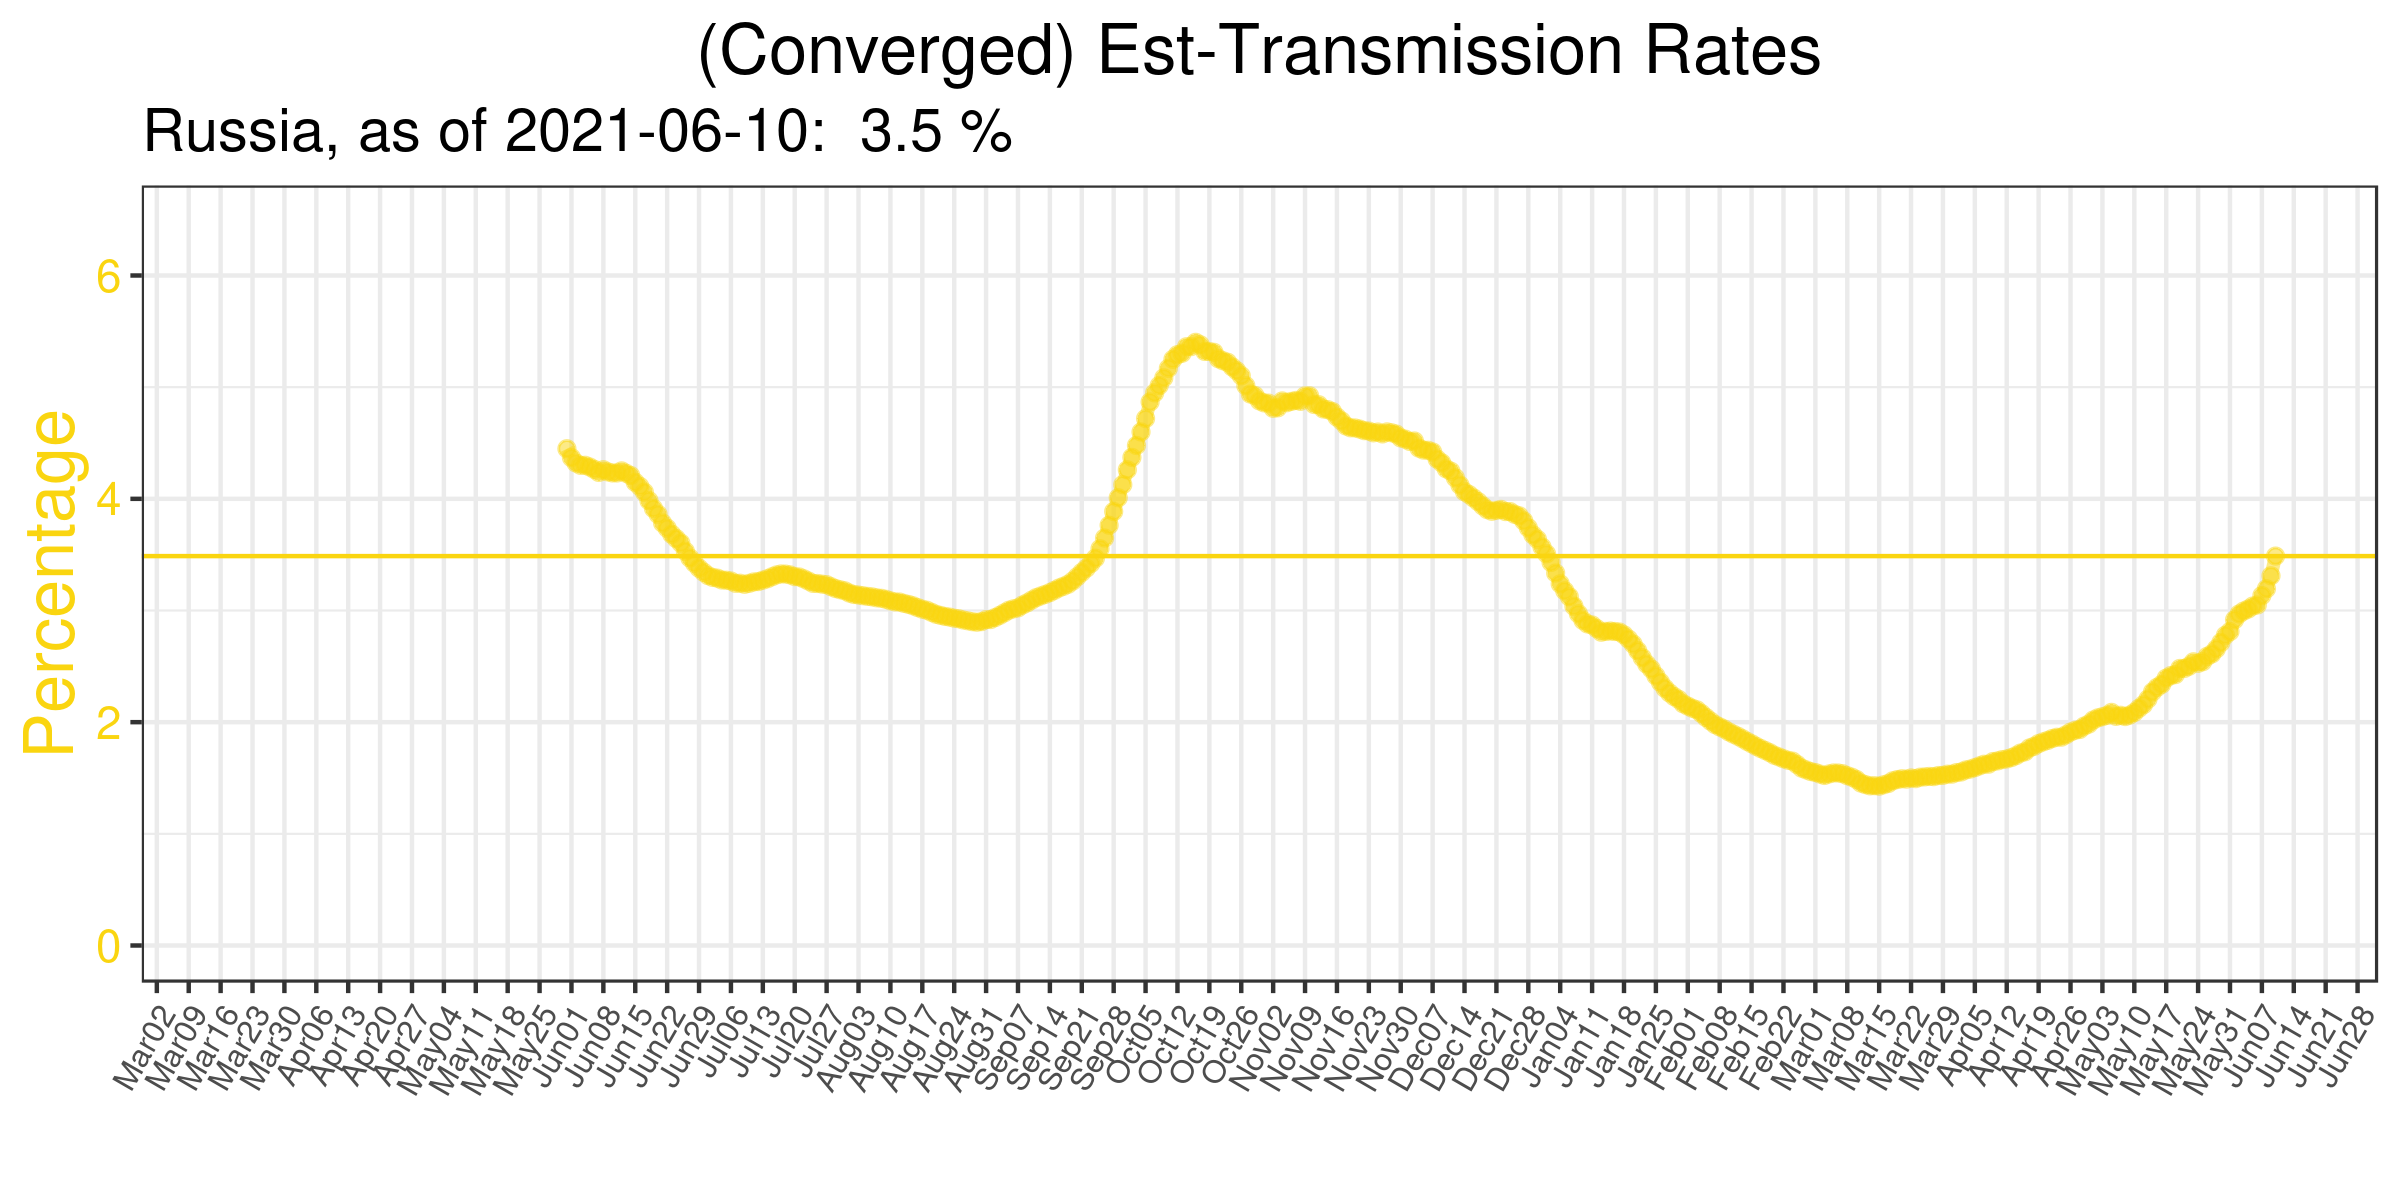 (Converged) Est-Transmission Rates
Russia, as of 2021-06-10:  3.5 %
Percentage
6
4
2
0
Mar02
Mar09
Mar16
Mar23
Mar30
Apr06
Apr13
Apr20
Apr27
May04
May11
May18
May25
Jun01
Jun08
Jun15
Jun22
Jun29
Jul06
Jul13
Jul20
Jul27
Aug03
Aug10
Aug17
Aug24
Aug31
Sep07
Sep14
Sep21
Sep28
Oct05
Oct12
Oct19
Oct26
Nov02
Nov09
Nov16
Nov23
Nov30
Dec07
Dec14
Dec21
Dec28
Jan04
Jan11
Jan18
Jan25
Feb01
Feb08
Feb15
Feb22
Mar01
Mar08
Mar15
Mar22
Mar29
Apr05
Apr12
Apr19
Apr26
May03
May10
May17
May24
May31
Jun07
Jun14
Jun21
Jun28